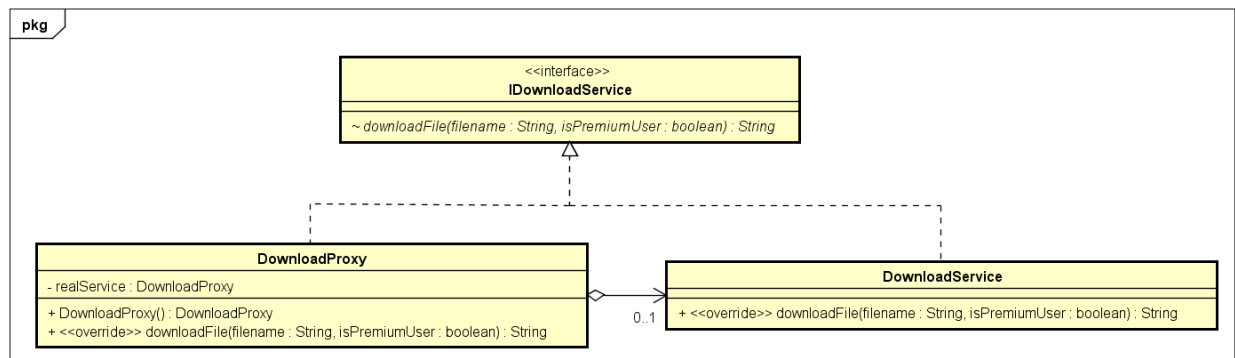 pkg
<<interface>>
IDownloadService
~ downloadFile(filename : String, isPremiumUser : boolean) : String
DownloadProxy
- realService : DownloadProxy
+ DownloadProxy() : DownloadProxy
+ <<override>> downloadFile(filename : String, isPremiumUser : boolean) : String
0..1
DownloadService
+ <<override>> downloadFile(filename : String, isPremiumUser : boolean) : String